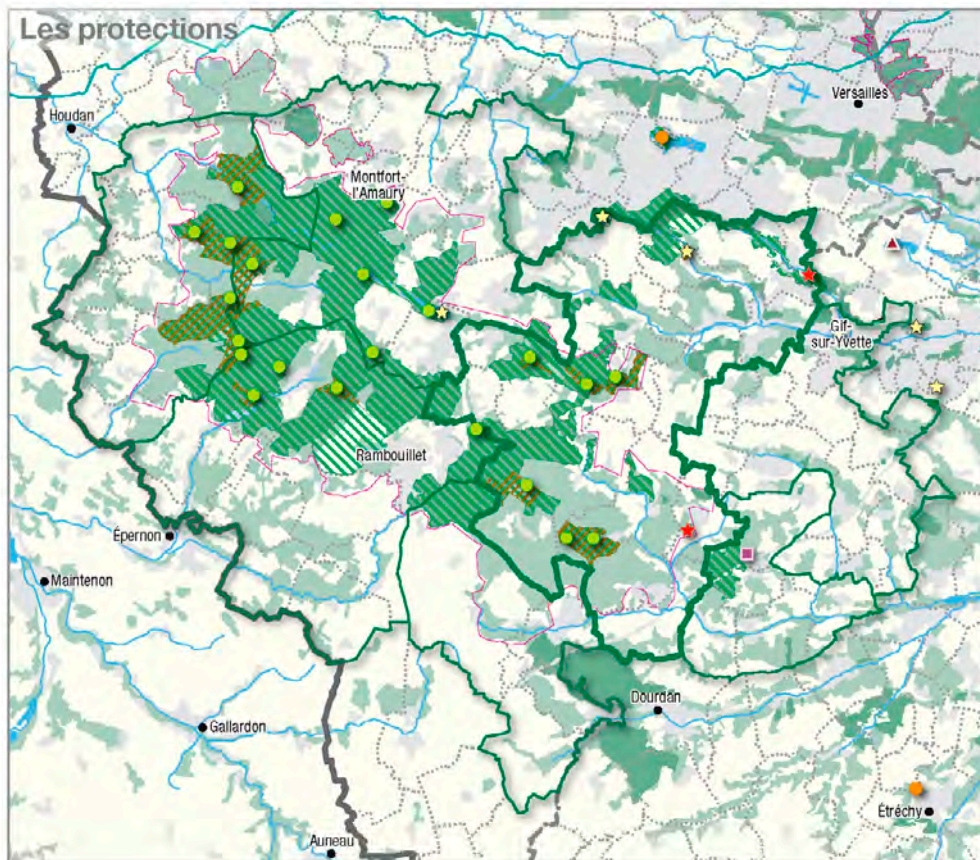 Les protections
Versailles
Houdan
Montfort-
l'Amaury
Gif-
sur-Yvette
Rambouillet
Épernon
Maintenon
Dourdan
Gallardon
Étréchy
Auneau